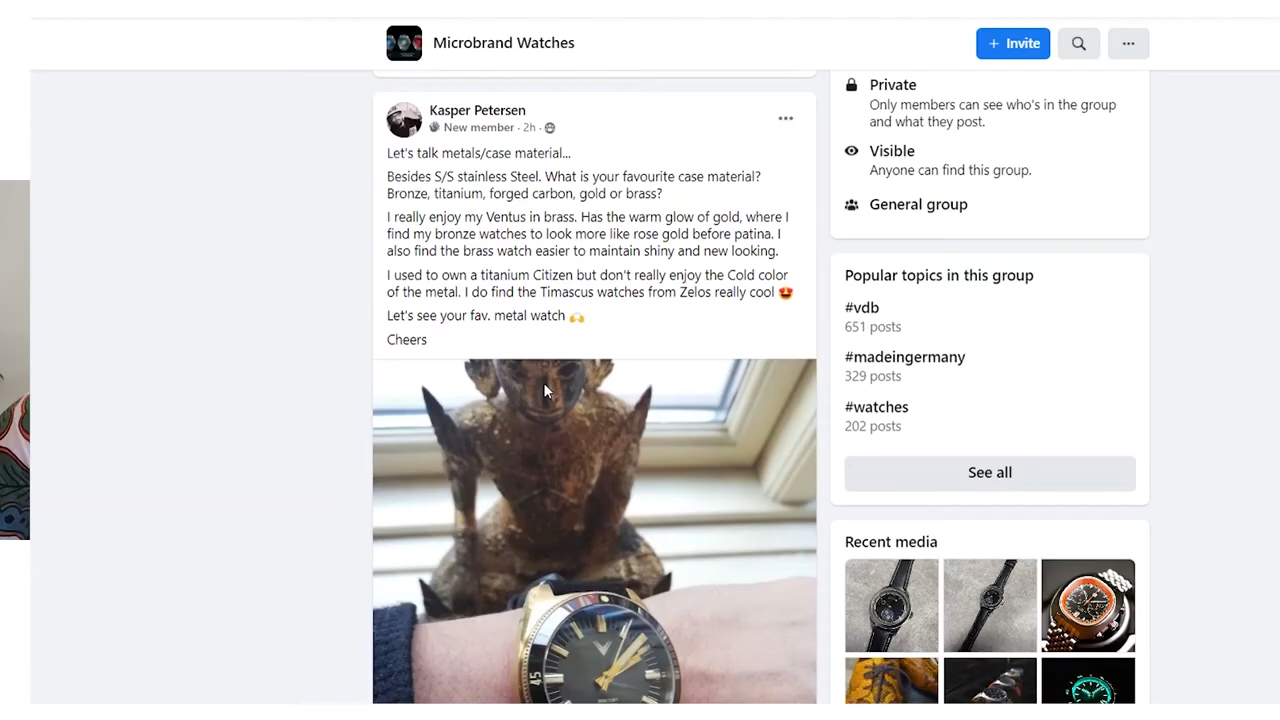 Microbrand Watches
Invite
Kasper Petersen
New member · 2h ·
Let's talk metals/case material...
Besides S/S stainless Steel. What is your favourite case material?
Bronze, titanium, forged carbon, gold or brass?
I really enjoy my Ventus in brass. Has the warm glow of gold, where I
find my bronze watches to look more like rose gold before patina. I
also find the brass watch easier to maintain shiny and new looking.
I used to own a titanium Citizen but don't really enjoy the Cold color
of the metal. I do find the Timascus watches from Zelos really cool 😍
Let's see your fav. metal watch 🙌
Cheers
45
Private
Only members can see who's in the group
and what they post.
Visible
Anyone can find this group.
General group
Popular topics in this group
#vdb
651 posts
#madeingermany
329 posts
#watches
202 posts
See all
Recent media